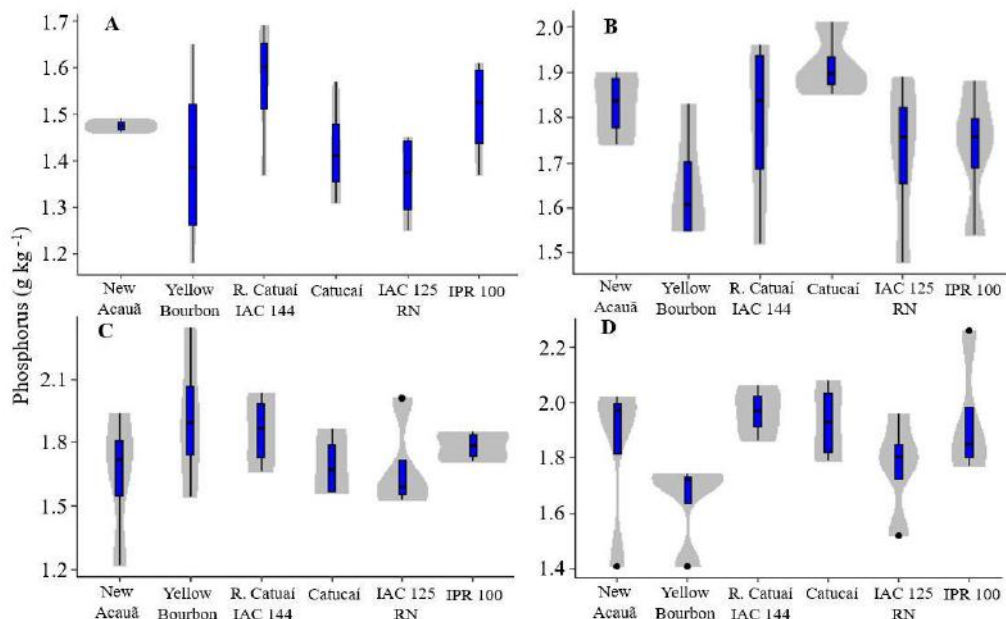 Phosphorus (g kg ⁻¹)
A
1.7
1.6
1.5
1.4
1.3
1.2
New
Acauã
Yellow
Bourbon
R. Catuaí
IAC 144
Catucaí
IAC 125
RN
IPR 100
B
2.0
1.9
1.8
1.7
1.6
1.5
New
Acauã
Yellow
Bourbon
R. Catuaí
IAC 144
Catucaí
IAC 125
RN
IPR 100
C
2.1
1.8
1.5
1.2
New
Acauã
Yellow
Bourbon
R. Catuaí
IAC 144
Catucaí
IAC 125
RN
IPR 100
D
2.2
2.0
1.8
1.6
1.4
New
Acauã
Yellow
Bourbon
R. Catuaí
IAC 144
Catucaí
IAC 125
RN
IPR 100